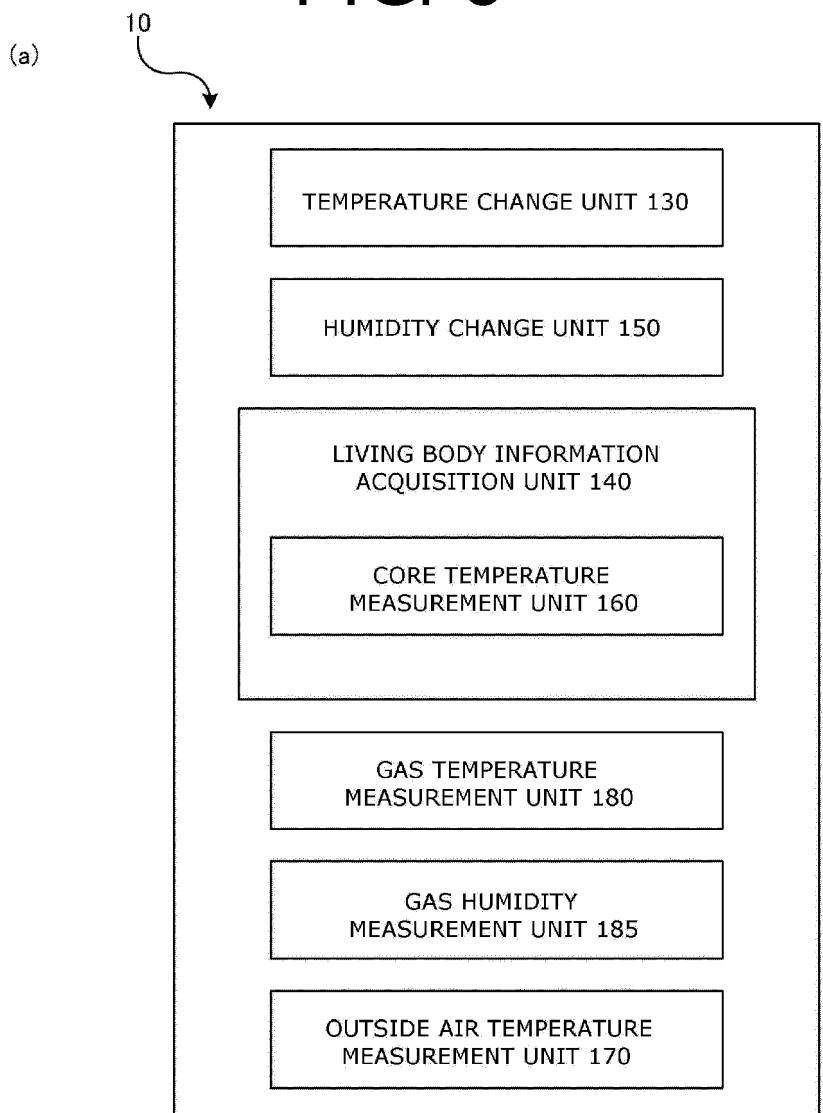 10
(a)
TEMPERATURE CHANGE UNIT 130
HUMIDITY CHANGE UNIT 150
LIVING BODY INFORMATION
ACQUISITION UNIT 140
CORE TEMPERATURE
MEASUREMENT UNIT 160
GAS TEMPERATURE
MEASUREMENT UNIT 180
GAS HUMIDITY
MEASUREMENT UNIT 185
OUTSIDE AIR TEMPERATURE
MEASUREMENT UNIT 170